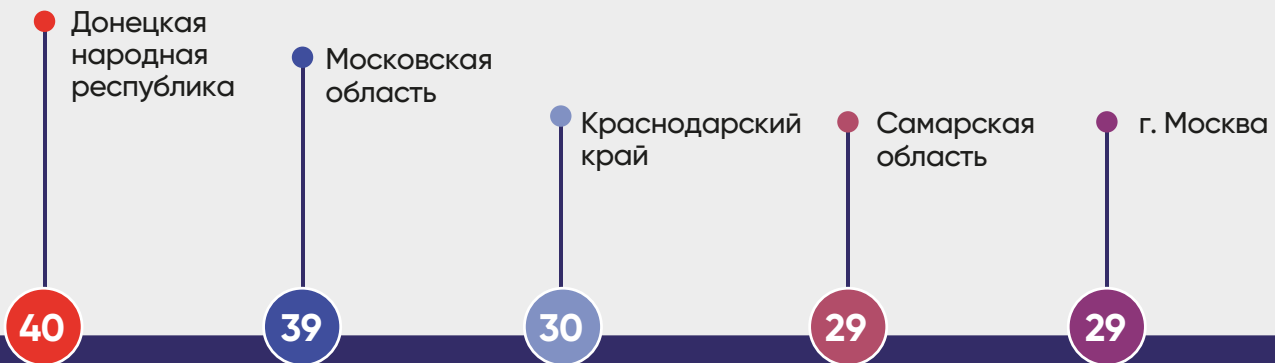 Донецкая
народная
республика
Московская
область
Краснодарский
край
Самарская
область
г. Москва
40
39
30
29
29